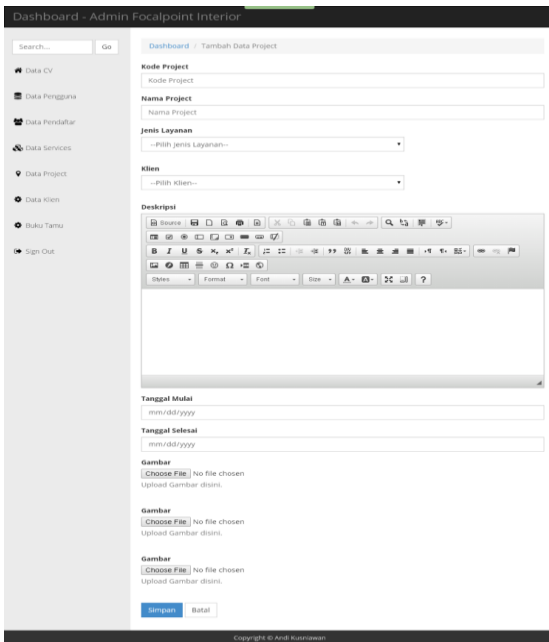 Dashboard - Admin Focalpoint Interior
Search...
Go
Data CV
Data Pengguna
Data Pendaftar
Data Services
Data Project
Data Klien
Buku Tamu
Sign Out
Dashboard / Tambah Data Project
Kode Project
Kode Project
Nama Project
Nama Project
Jenis Layanan
--Pilih Jenis Layanan--
Klien
--Pilih Klien--
Deskripsi
Source
B I U S x₂ x² Tx
Styles Format Font Size A A ?
Tanggal Mulai
mm/dd/yyyy
Tanggal Selesai
mm/dd/yyyy
Gambar
Choose File No file chosen
Upload Gambar disini.
Gambar
Choose File No file chosen
Upload Gambar disini.
Gambar
Choose File No file chosen
Upload Gambar disini.
Simpan Batal
Copyright © Andi Kusniawan